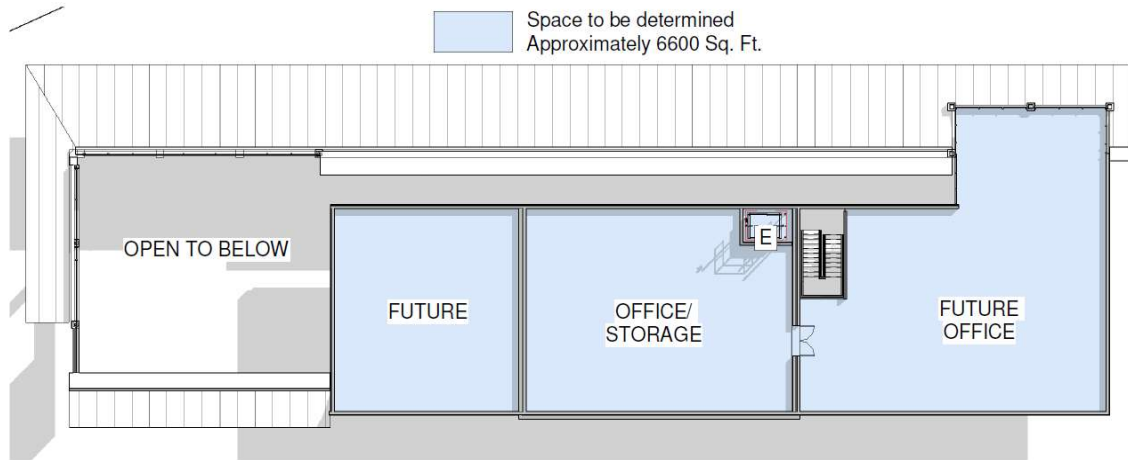 Space to be determined
Approximately 6600 Sq. Ft.
OPEN TO BELOW
FUTURE
OFFICE/
STORAGE
E
FUTURE
OFFICE